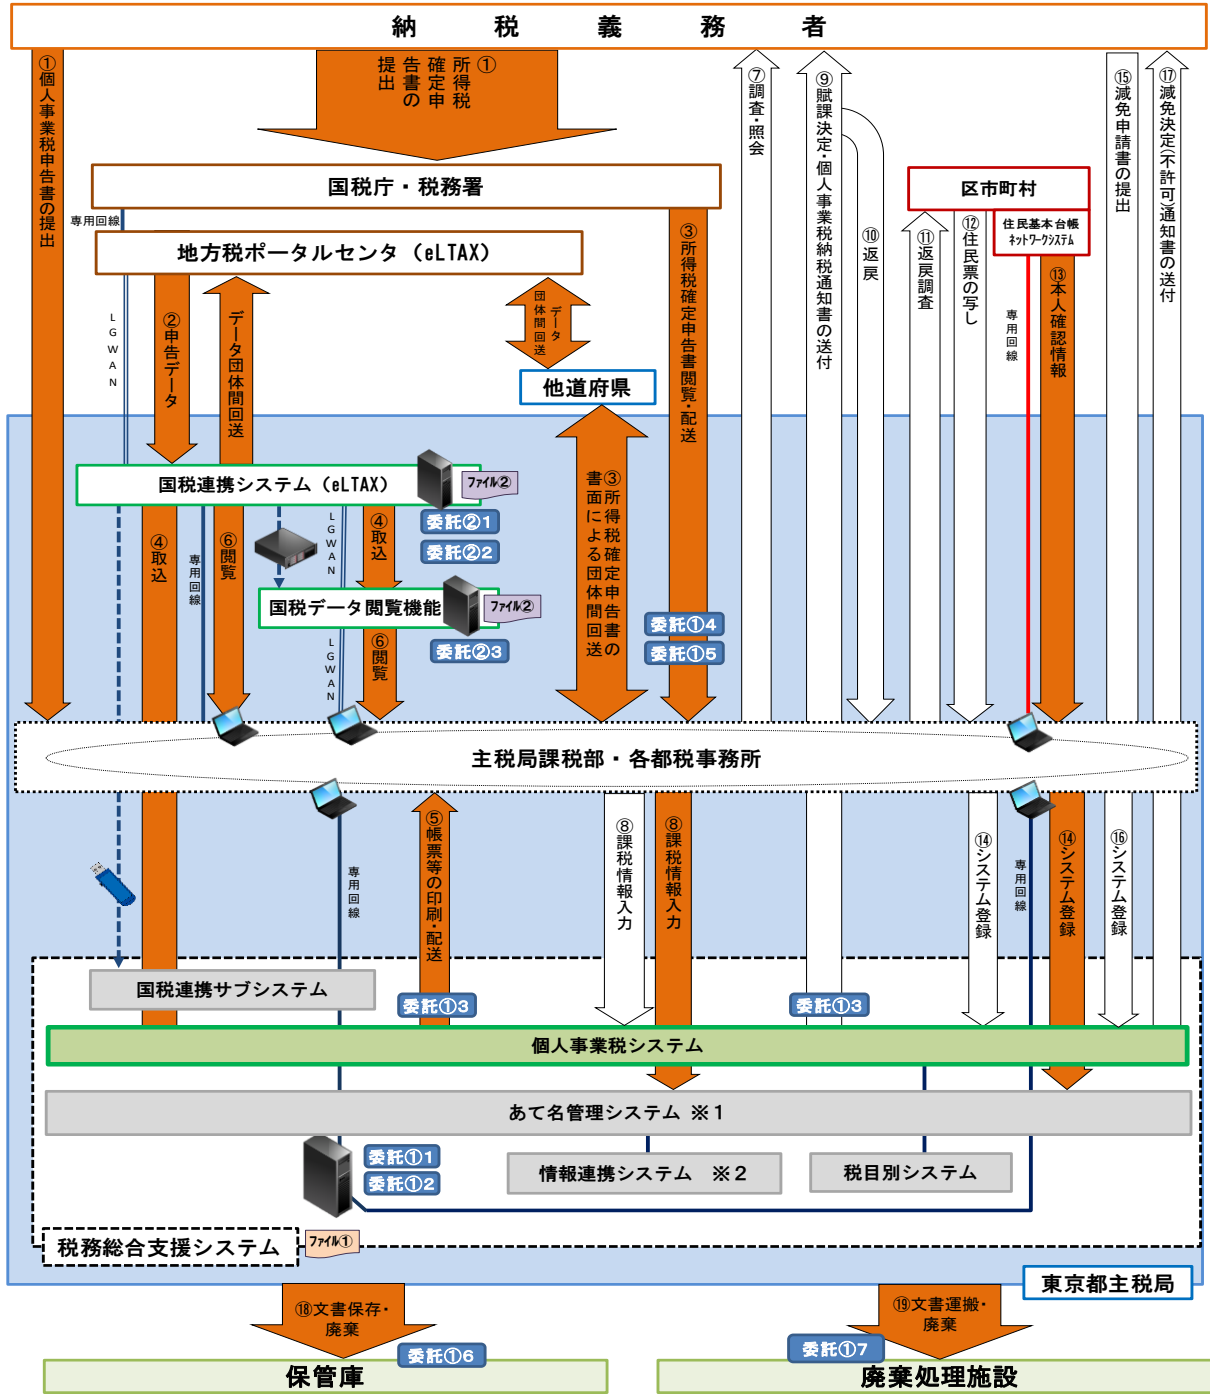 納税義務者
①個人事業税申告書の提出
①所得税確定申告書の提出
⑦調査・照会
⑨賦課決定・個人事業税納税通知書の送付
⑩返戻
⑮減免申請書の提出
⑰減免決定(不許可)通知書の送付
国税庁・税務署
区市町村
住民基本台帳
ネットワークシステム
専用回線
地方税ポータルセンタ（eLTAX）
③所得税確定申告書閲覧・配送
⑪返戻調査
⑫住民票の写し
⑬本人確認情報
専用回線
LGWAN
②申告データ
データ団体間回送
データ
団体間回送
他道府県
国税連携システム（eLTAX）
ファイル②
委託②1
委託②2
③所得税確定申告書の
書面による団体間回送
④取込
専用回線
⑥閲覧
LGWAN
④取込
国税データ閲覧機能
ファイル②
委託②3
LGWAN
⑥閲覧
委託①4
委託①5
主税局課税部・各都税事務所
⑤帳票等の印刷・配送
⑧課税情報入力
⑧課税情報入力
専用回線
⑭システム登録
専用回線
⑭システム登録
⑯システム登録
国税連携サブシステム
委託①3
委託①3
個人事業税システム
あて名管理システム ※１
委託①1
委託①2
情報連携システム ※２
税目別システム
税務総合支援システム
ファイル①
東京都主税局
⑱文書保存・
廃棄
⑲文書運搬・
廃棄
委託①6
保管庫
委託①7
廃棄処理施設